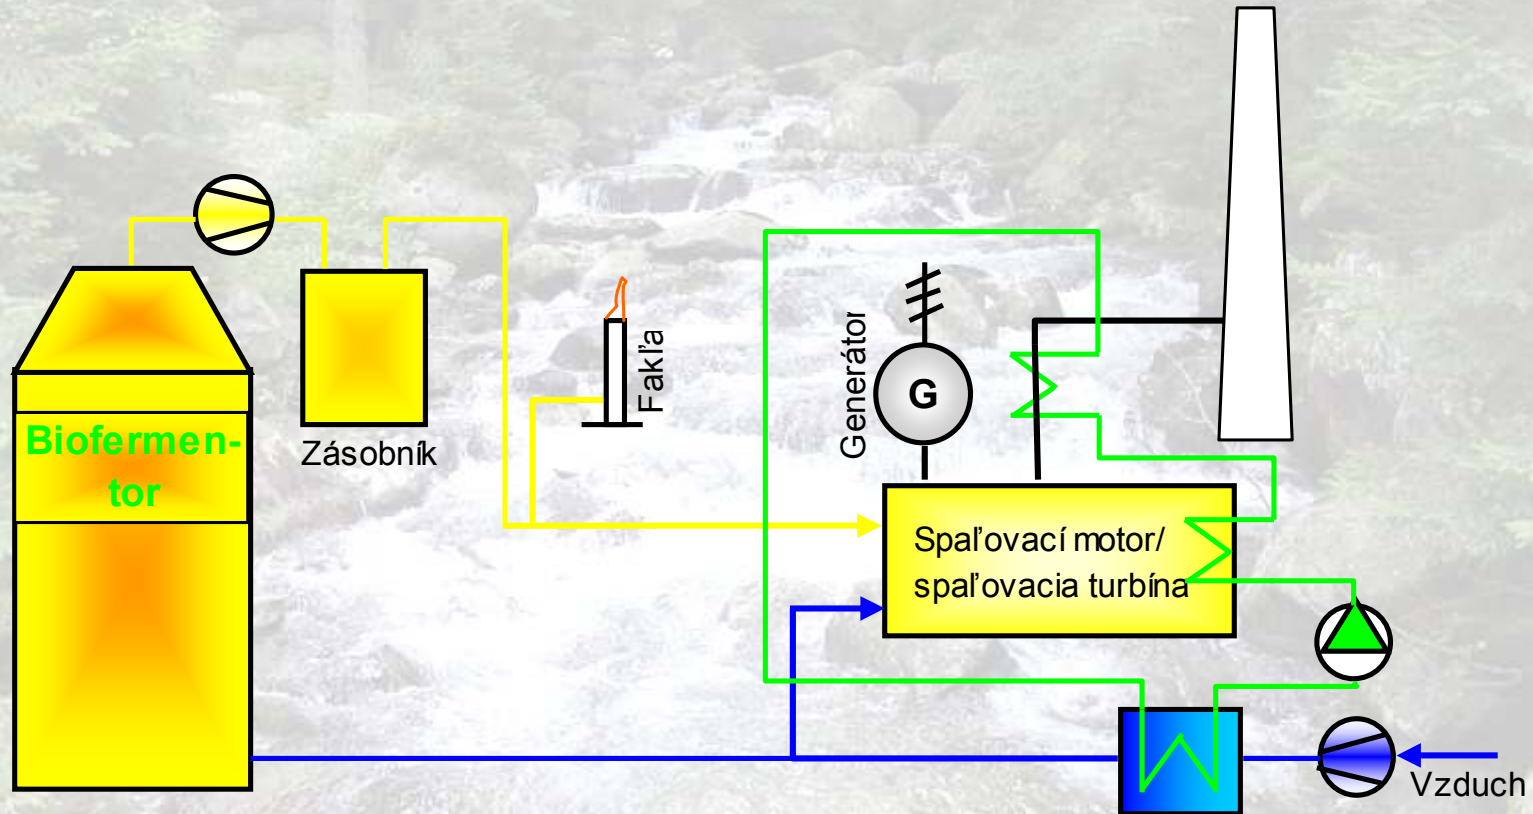 Biofermen-
tor
Zásobník
Fakľa
Generátor
G
Spaľovací motor/
spaľovacia turbína
Vzduch